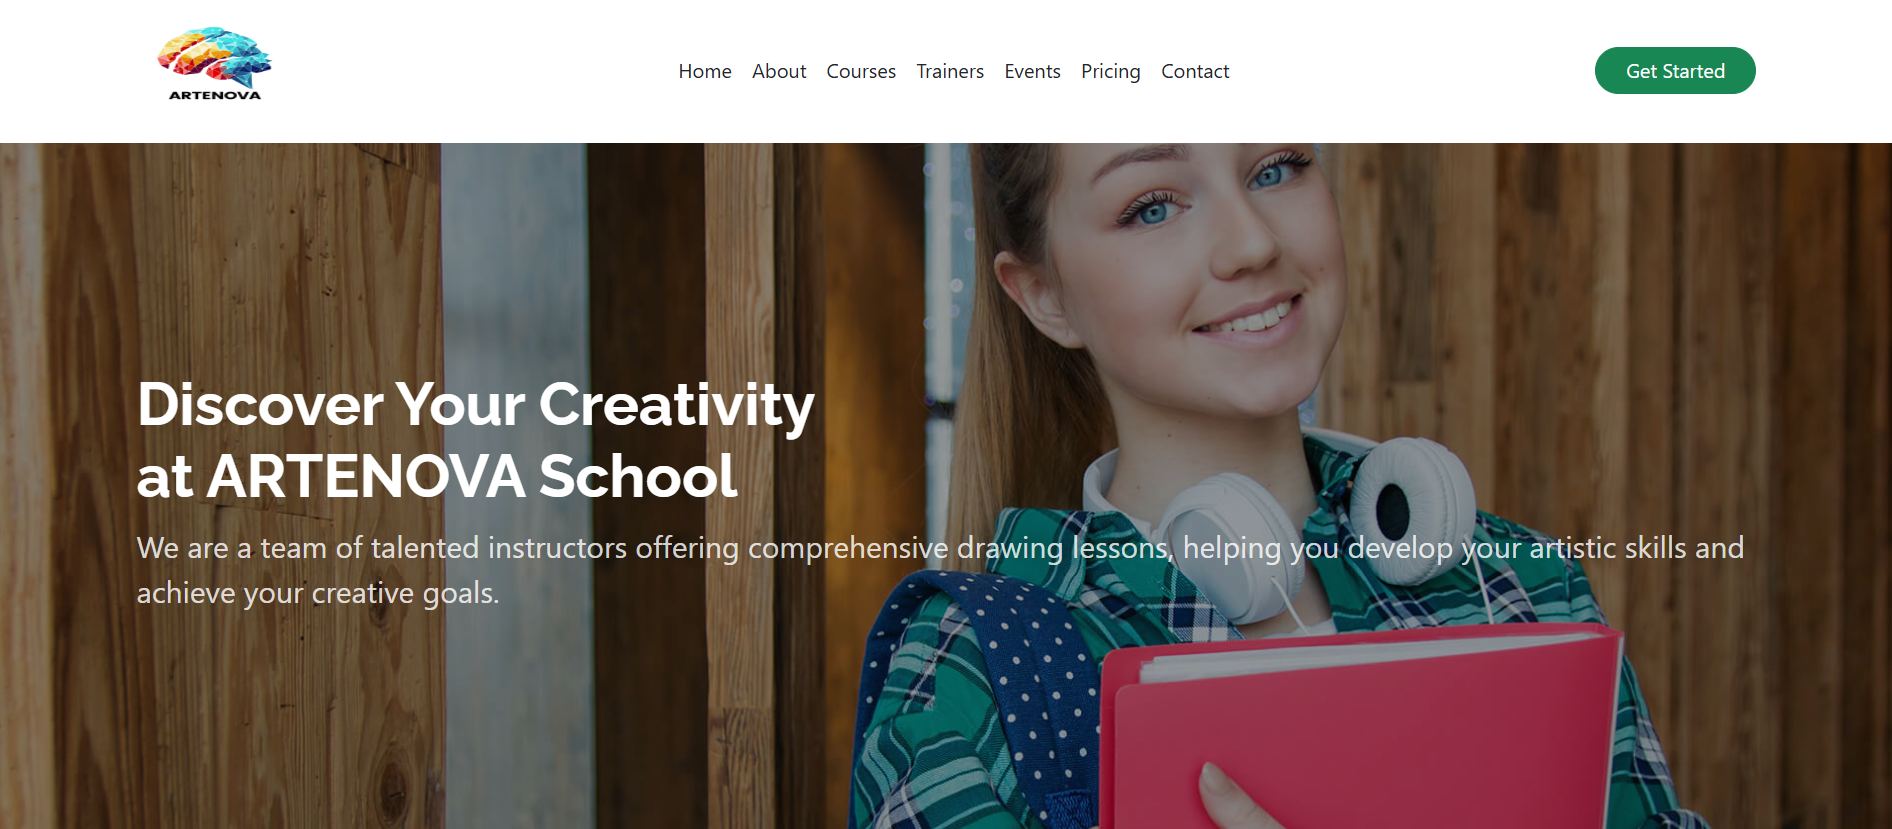 ARTENOVA
Home About Courses Trainers Events Pricing Contact
Get Started
Discover Your Creativity
at ARTENOVA School
We are a team of talented instructors offering comprehensive drawing lessons, helping you develop your artistic skills and
achieve your creative goals.